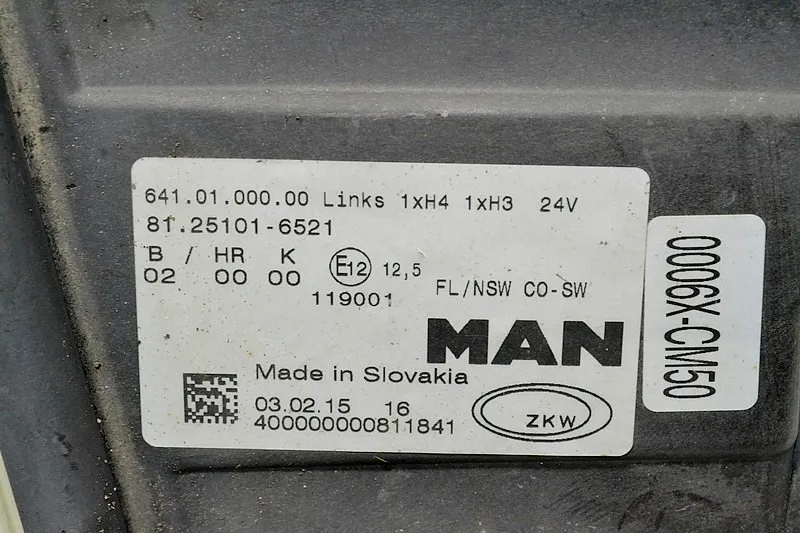 641.01.000.00 Links 1xH4 1xH3 24V
81.25101-6521
B / HR K
02 00 00
E12 12,5
119001
FL/NSW CO-SW
MAN
Made in Slovakia
03.02.15 16
400000000811841
ZKW
0006X-CM50